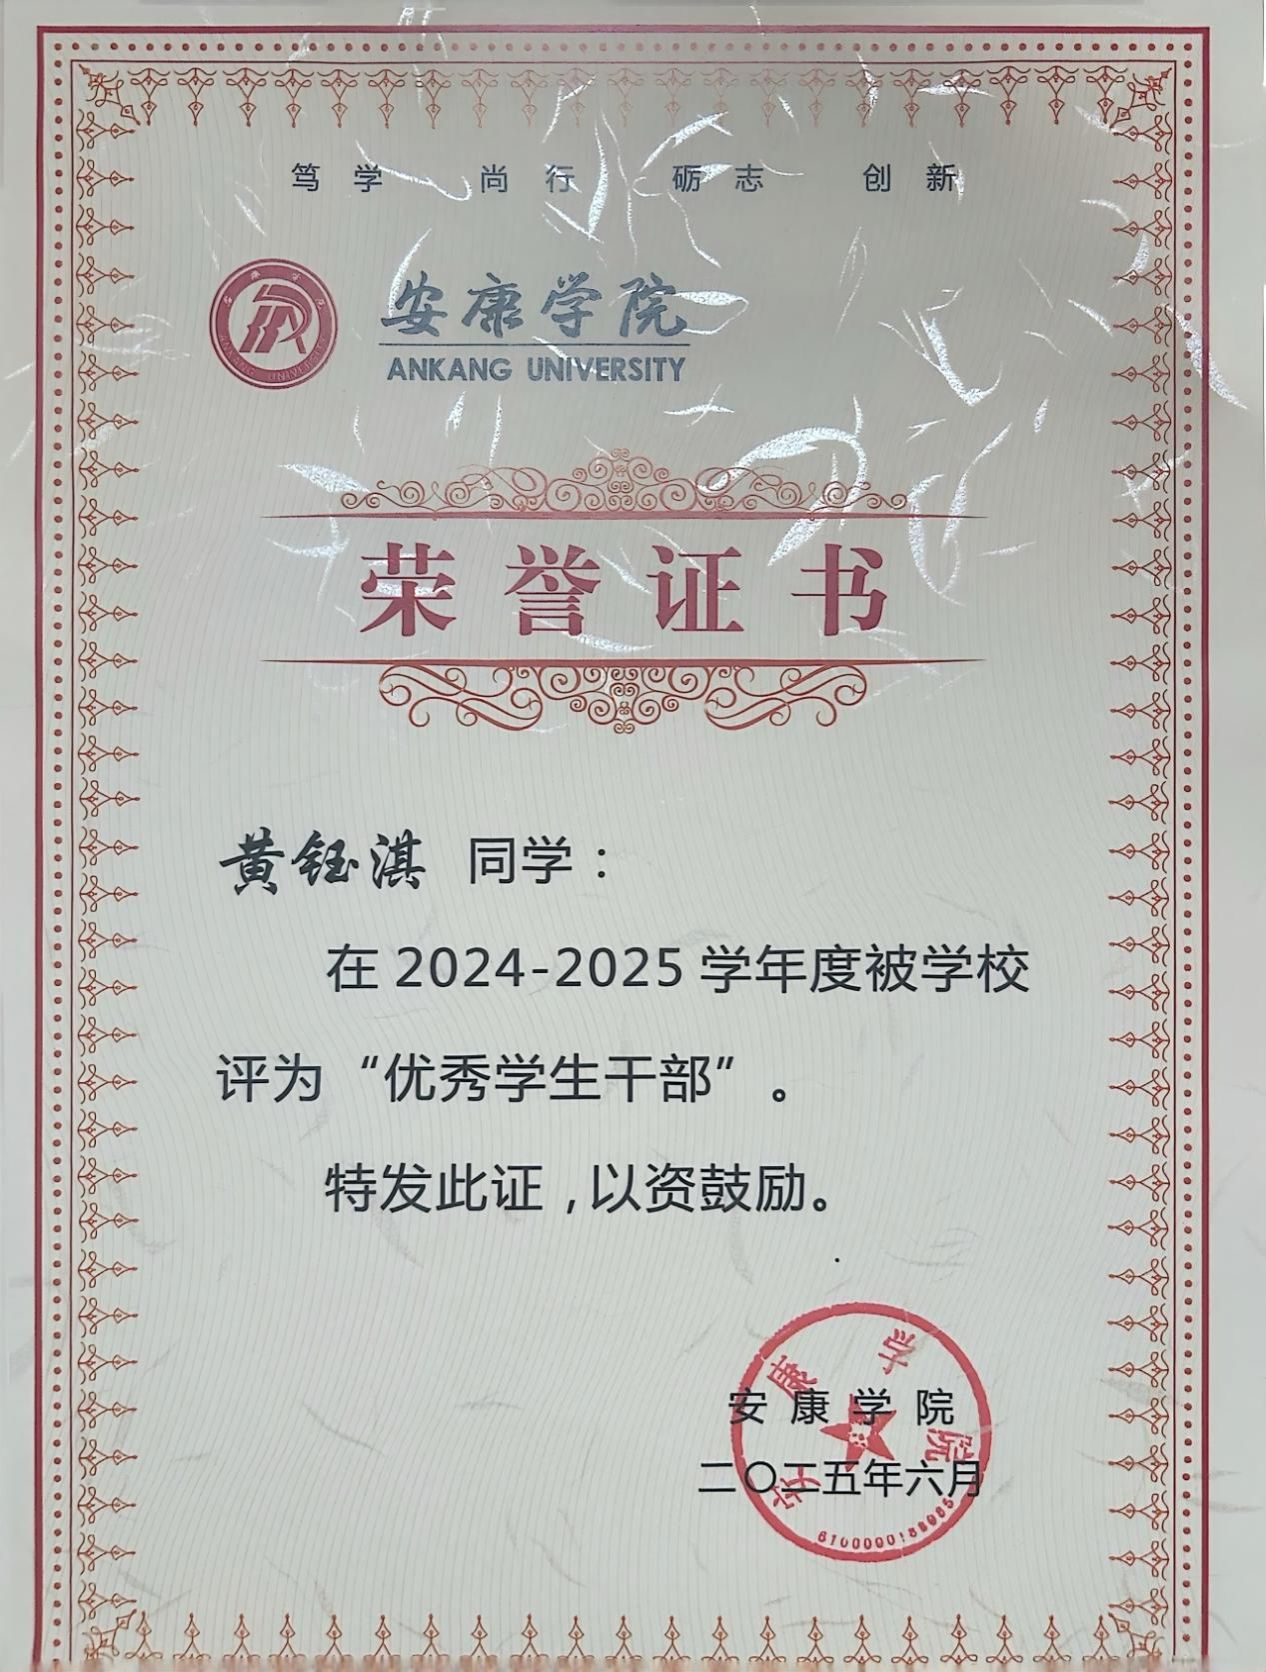 笃学 尚行 砺志 创新
安康学院
ANKANG UNIVERSITY
荣誉证书
黄钰淇 同学：
在 2024-2025 学年度被学校
评为“优秀学生干部”。
特发此证,以资鼓励。
安康学院
二〇二五年六月